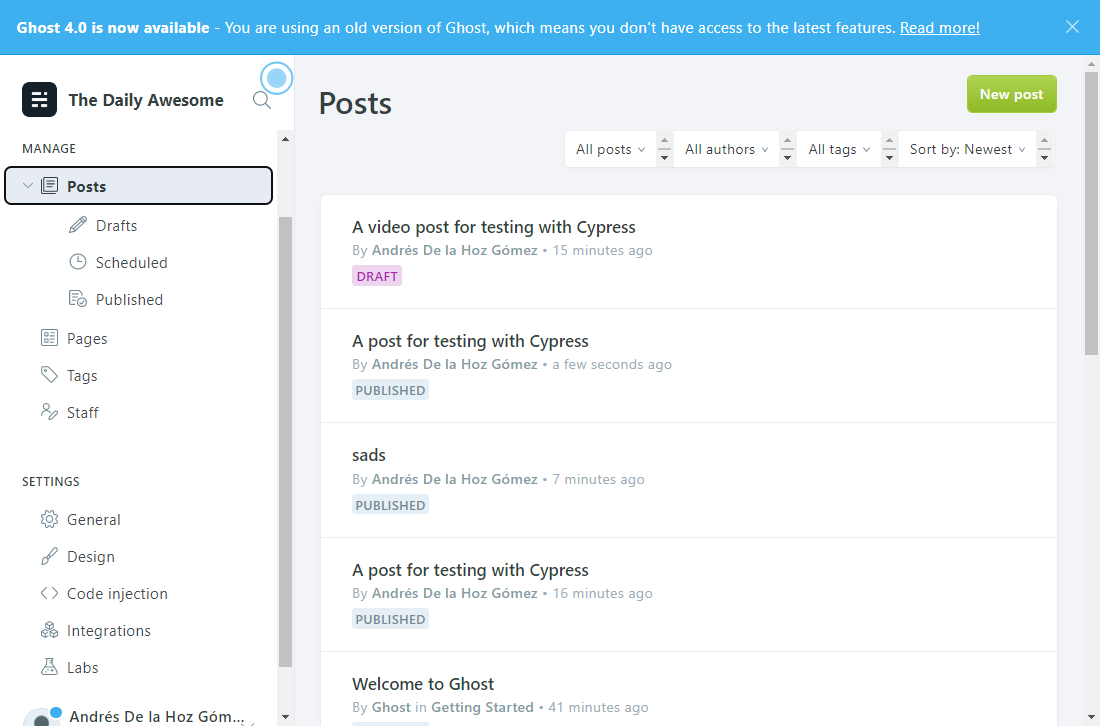 Ghost 4.0 is now available - You are using an old version of Ghost, which means you don't have access to the latest features. Read more!
The Daily Awesome
MANAGE
Posts
Drafts
Scheduled
Published
Pages
Tags
Staff
SETTINGS
General
Design
Code injection
Integrations
Labs
Andrés De la Hoz Góm...
Posts
New post
All posts
All authors
All tags
Sort by: Newest
A video post for testing with Cypress
By Andrés De la Hoz Gómez • 15 minutes ago
DRAFT
A post for testing with Cypress
By Andrés De la Hoz Gómez • a few seconds ago
PUBLISHED
sads
By Andrés De la Hoz Gómez • 7 minutes ago
PUBLISHED
A post for testing with Cypress
By Andrés De la Hoz Gómez • 16 minutes ago
PUBLISHED
Welcome to Ghost
By Ghost in Getting Started • 41 minutes ago